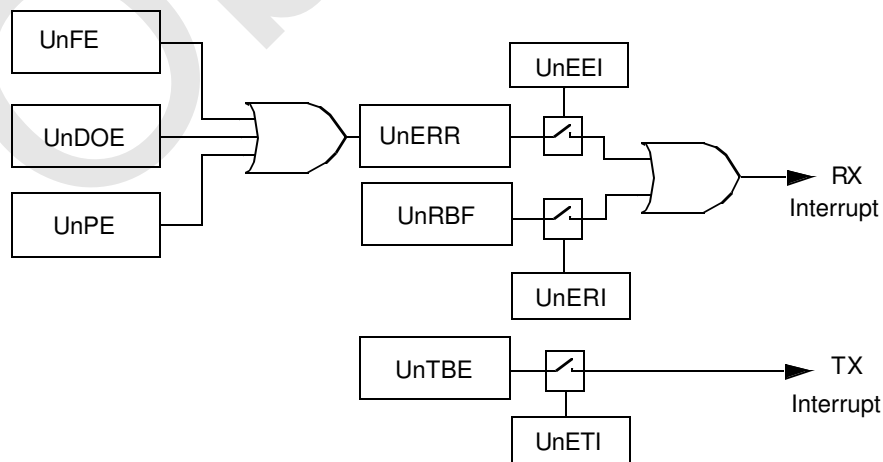 UnFE
UnEEI
UnDOE
UnERR
UnPE
UnRBF
RX
Interrupt
UnERI
UnTBE
TX
Interrupt
UnETI